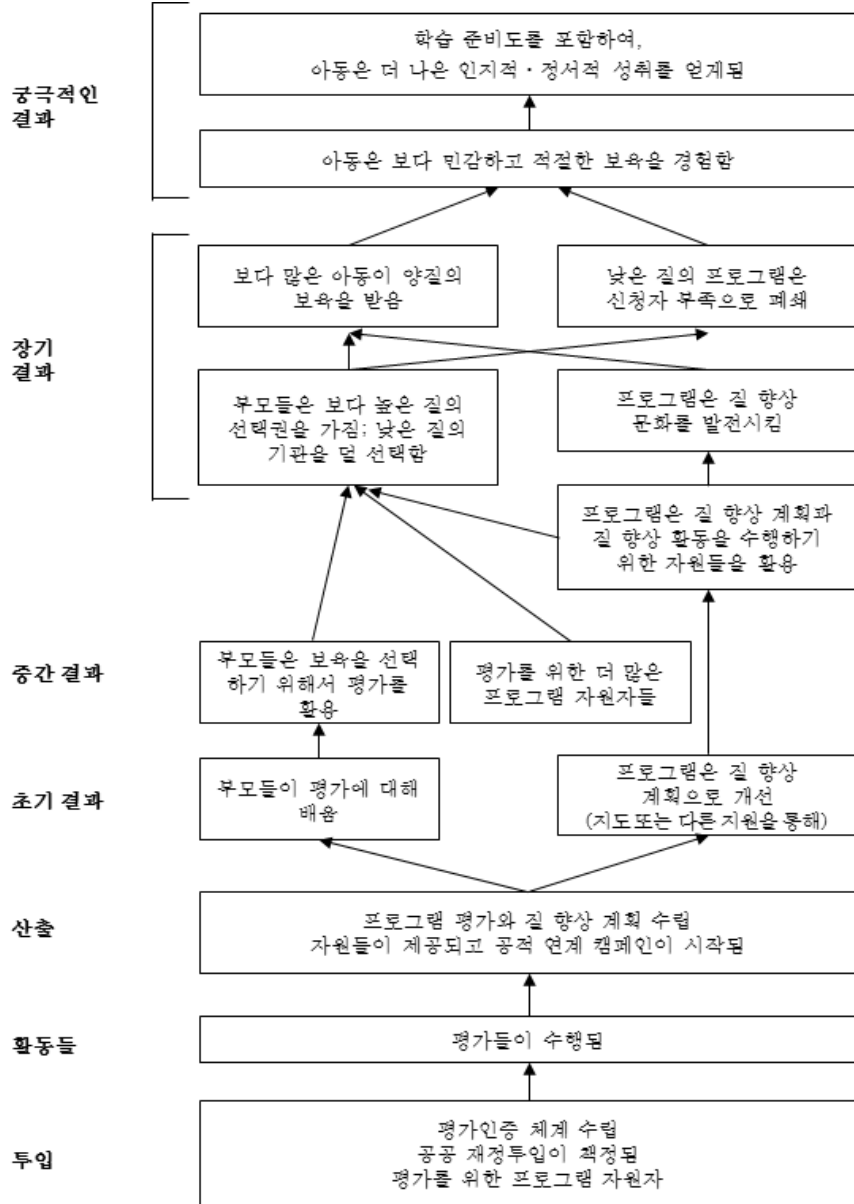 궁극적인
결과
학습 준비도를 포함하여,
아동은 더 나은 인지적·정서적 성취를 얻게됨
아동은 보다 민감하고 적절한 보육을 경험함
장기
결과
보다 많은 아동이 양질의
보육을 받음
낮은 질의 프로그램은
신청자 부족으로 폐쇄
부모들은 보다 높은 질의
선택권을 가짐; 낮은 질의
기관을 덜 선택함
프로그램은 질 향상
문화를 발전시킴
프로그램은 질 향상 계획과
질 향상 활동을 수행하기
위한 자원들을 활용
중간 결과
부모들은 보육을 선택
하기 위해서 평가를
활용
평가를 위한 더 많은
프로그램 자원자들
초기 결과
부모들이 평가에 대해
배움
프로그램은 질 향상
계획으로 개선
(지도또는 다른 지원을 통해)
산출
프로그램 평가와 질 향상 계획 수립
자원들이 제공되고 공적 연계 캠페인이 시작됨
활동들
평가들이 수행됨
투입
평가인증 체계 수립
공공 재정투입이 책정됨
평가를 위한 프로그램 자원자